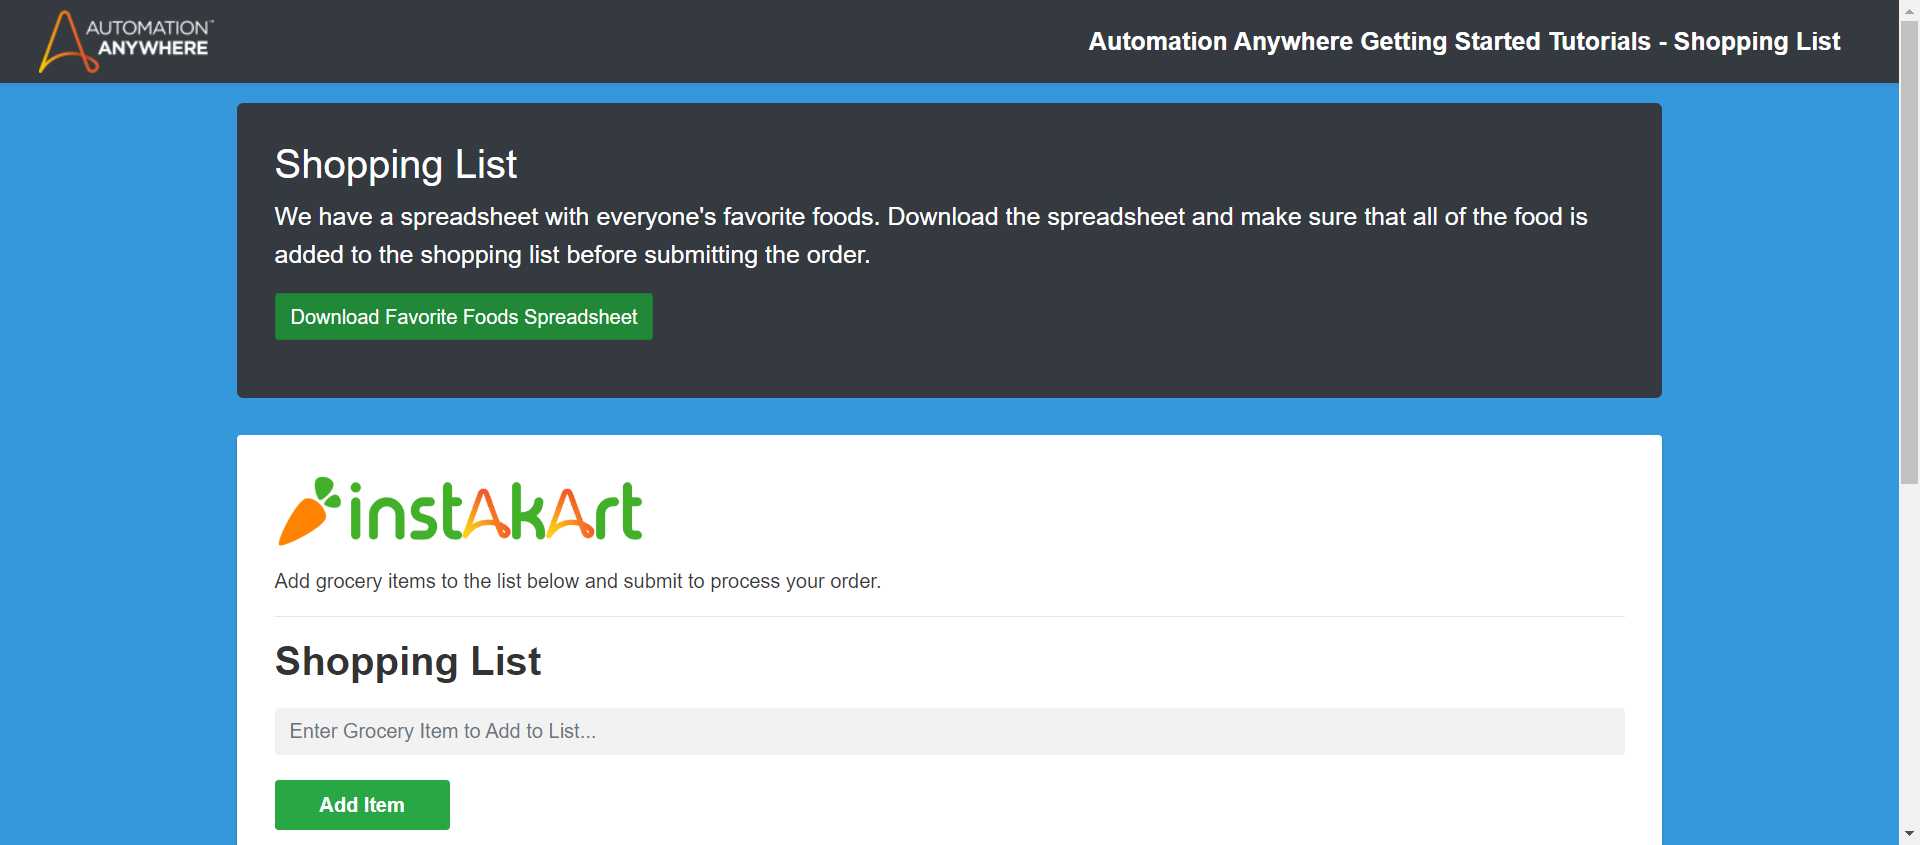 AUTOMATION
ANYWHERE
Automation Anywhere Getting Started Tutorials - Shopping List
Shopping List
We have a spreadsheet with everyone's favorite foods. Download the spreadsheet and make sure that all of the food is
added to the shopping list before submitting the order.
Download Favorite Foods Spreadsheet
instAkArt
Add grocery items to the list below and submit to process your order.
Shopping List
Enter Grocery Item to Add to List...
Add Item